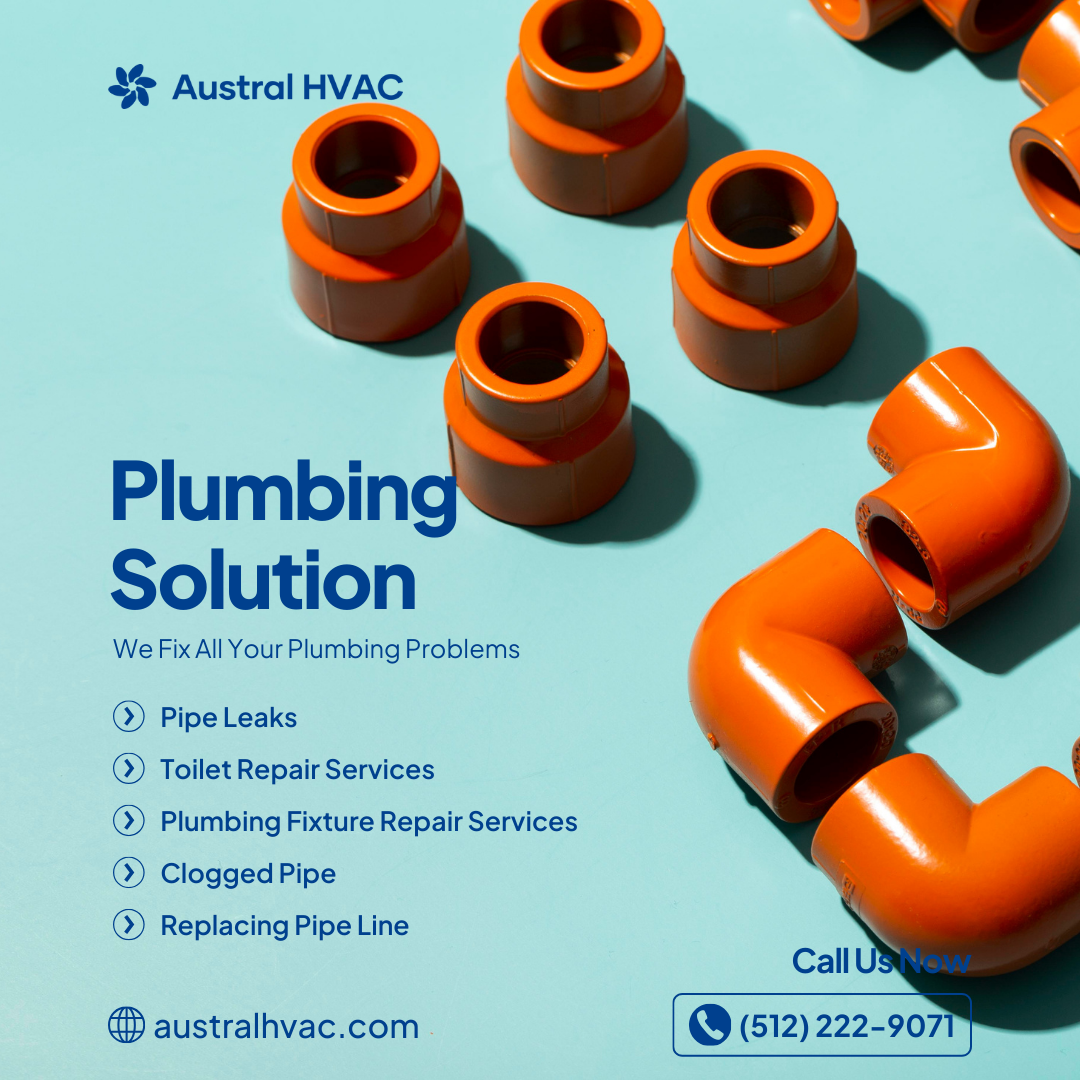 Austral HVAC
Plumbing
Solution
We Fix All Your Plumbing Problems
Pipe Leaks
Toilet Repair Services
Plumbing Fixture Repair Services
Clogged Pipe
Replacing Pipe Line
Call Us Now
australhvac.com
(512) 222-9071